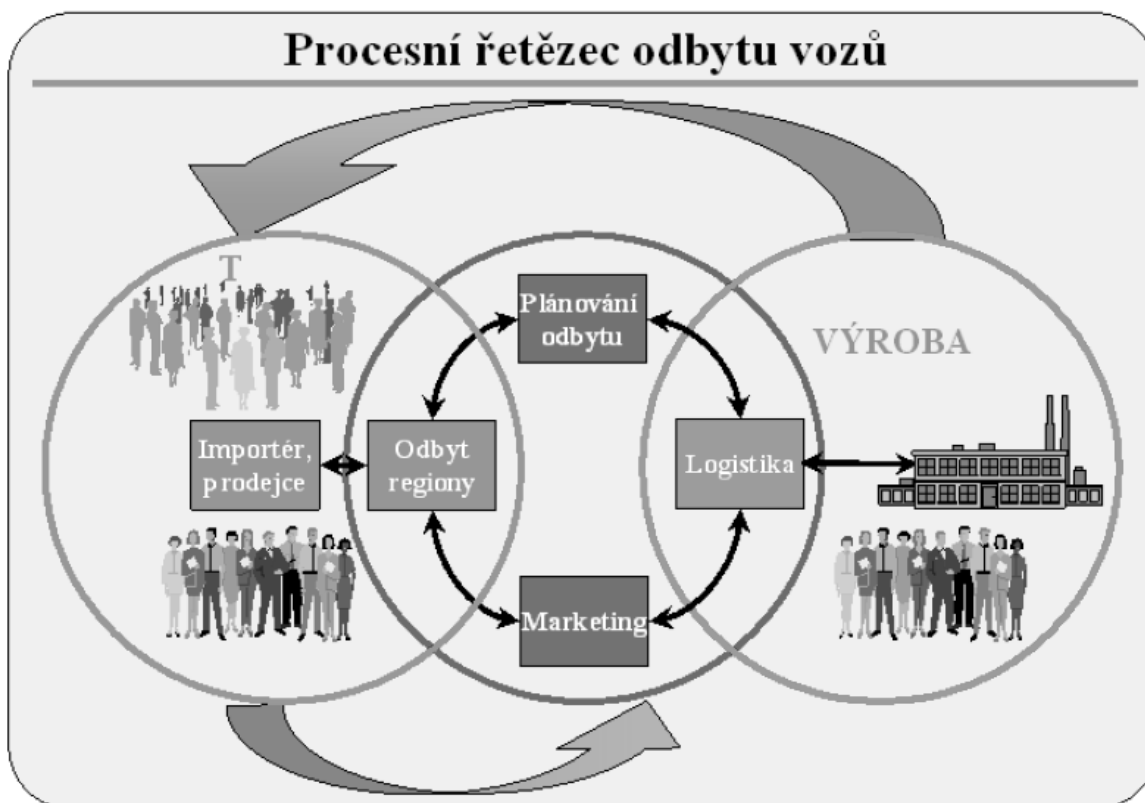 Procesní řetězec odbytu vozů
T
Plánování
odbytu
VÝROBA
Importér,
prodejce
Odbyt
regiony
Logistika
Marketing